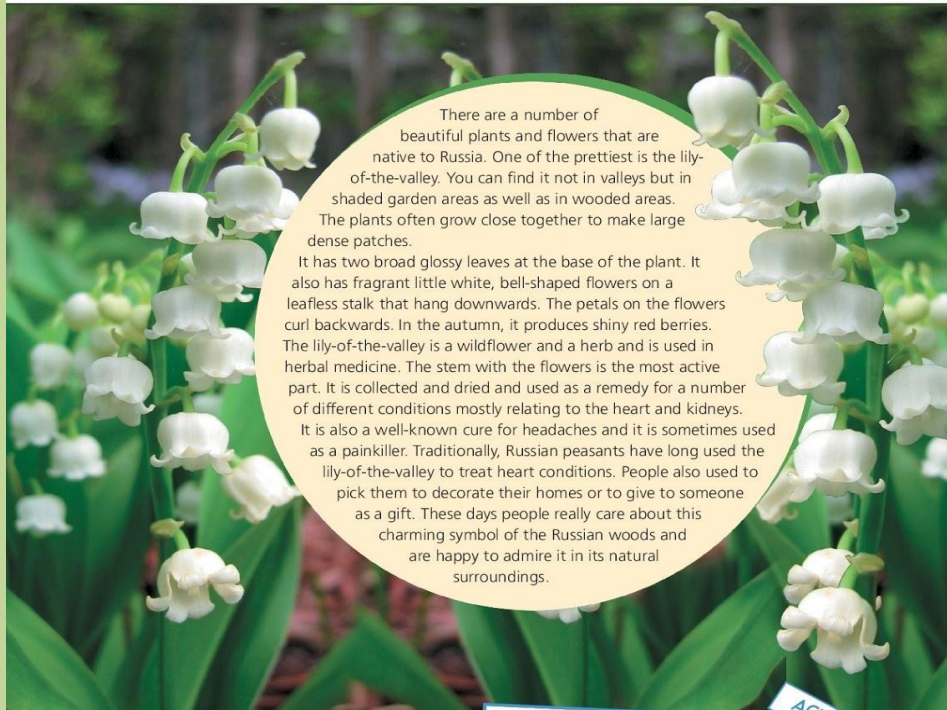 There are a number of
beautiful plants and flowers that are
native to Russia. One of the prettiest is the lily-
of-the-valley. You can find it not in valleys but in
shaded garden areas as well as in wooded areas.
The plants often grow close together to make large
dense patches.
It has two broad glossy leaves at the base of the plant. It
also has fragrant little white, bell-shaped flowers on a
leafless stalk that hang downwards. The petals on the flowers
curl backwards. In the autumn, it produces shiny red berries.
The lily-of-the-valley is a wildflower and a herb and is used in
herbal medicine. The stem with the flowers is the most active
part. It is collected and dried and used as a remedy for a number
of different conditions mostly relating to the heart and kidneys.
It is also a well-known cure for headaches and it is sometimes used
as a painkiller. Traditionally, Russian peasants have long used the
lily-of-the-valley to treat heart conditions. People also used to
pick them to decorate their homes or to give to someone
as a gift. These days people really care about this
charming symbol of the Russian woods and
are happy to admire it in its natural
surroundings.